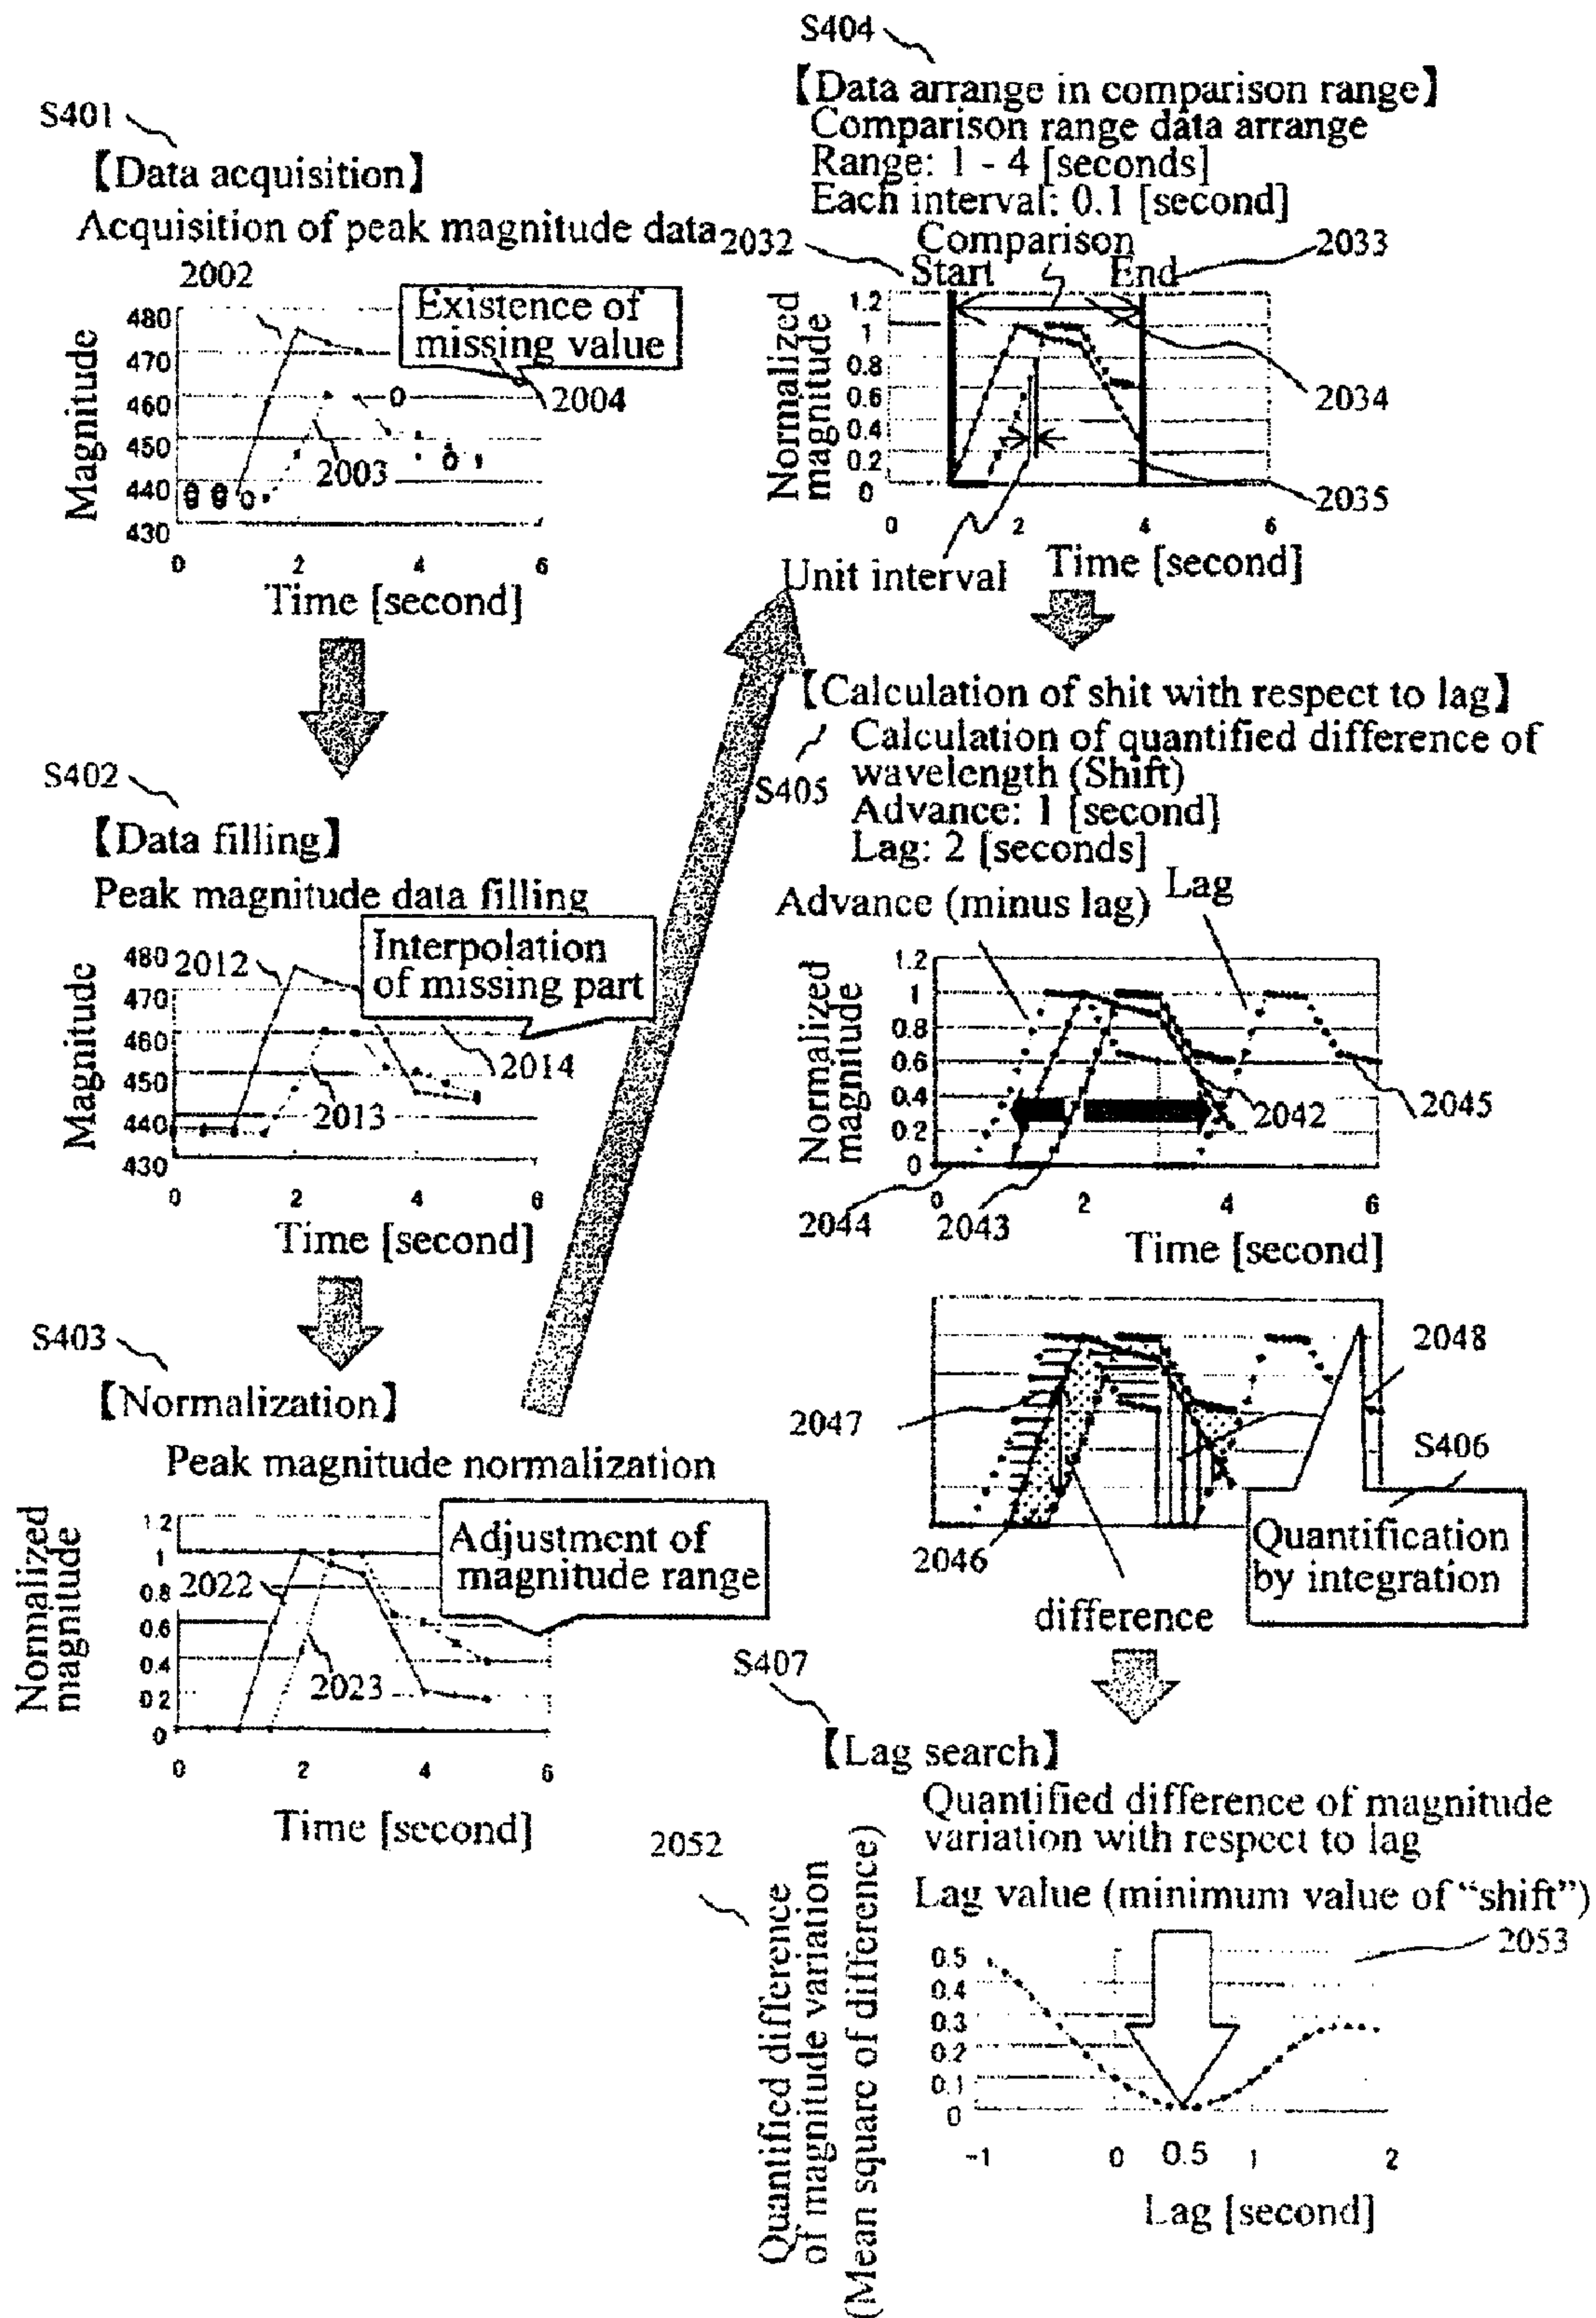 S401
【Data acquisition】
Acquisition of peak magnitude data
2002
Existence of
missing value
2004
2003
Magnitude
480
470
460
450
440
430
0 2 4 6
Time [second]
S402
【Data filling】
Peak magnitude data filling
2012
Interpolation
of missing part
2014
2013
Magnitude
480
470
460
450
440
430
0 2 4 6
Time [second]
S403
【Normalization】
Peak magnitude normalization
Adjustment of
magnitude range
2022
2023
Normalized
magnitude
1.2
1
0.8
0.6
0.4
0.2
0
0 2 4 6
Time [second]
S404
【Data arrange in comparison range】
Comparison range data arrange
Range: 1 - 4 [seconds]
Each interval: 0.1 [second]
2032
Comparison
Start
End
2033
2034
2035
Normalized
magnitude
1.2
1
0.8
0.6
0.4
0.2
0
0 2 4 6
Unit interval
Time [second]
【Calculation of shit with respect to lag】
S405
Calculation of quantified difference of
wavelength (Shift)
Advance: 1 [second]
Lag: 2 [seconds]
Advance (minus lag)
Lag
Normalized
magnitude
1.2
1
0.8
0.6
0.4
0.2
0
2042
2045
2044
2043
0 2 4 6
Time [second]
2048
2047
S406
2046
Quantification
by integration
difference
S407
【Lag search】
Quantified difference of magnitude
variation with respect to lag
2052
Lag value (minimum value of “shift”)
2053
Quantified difference
of magnitude variation
(Mean square of difference)
0.5
0.4
0.3
0.2
0.1
0
-1 0 0.5 1 2
Lag [second]